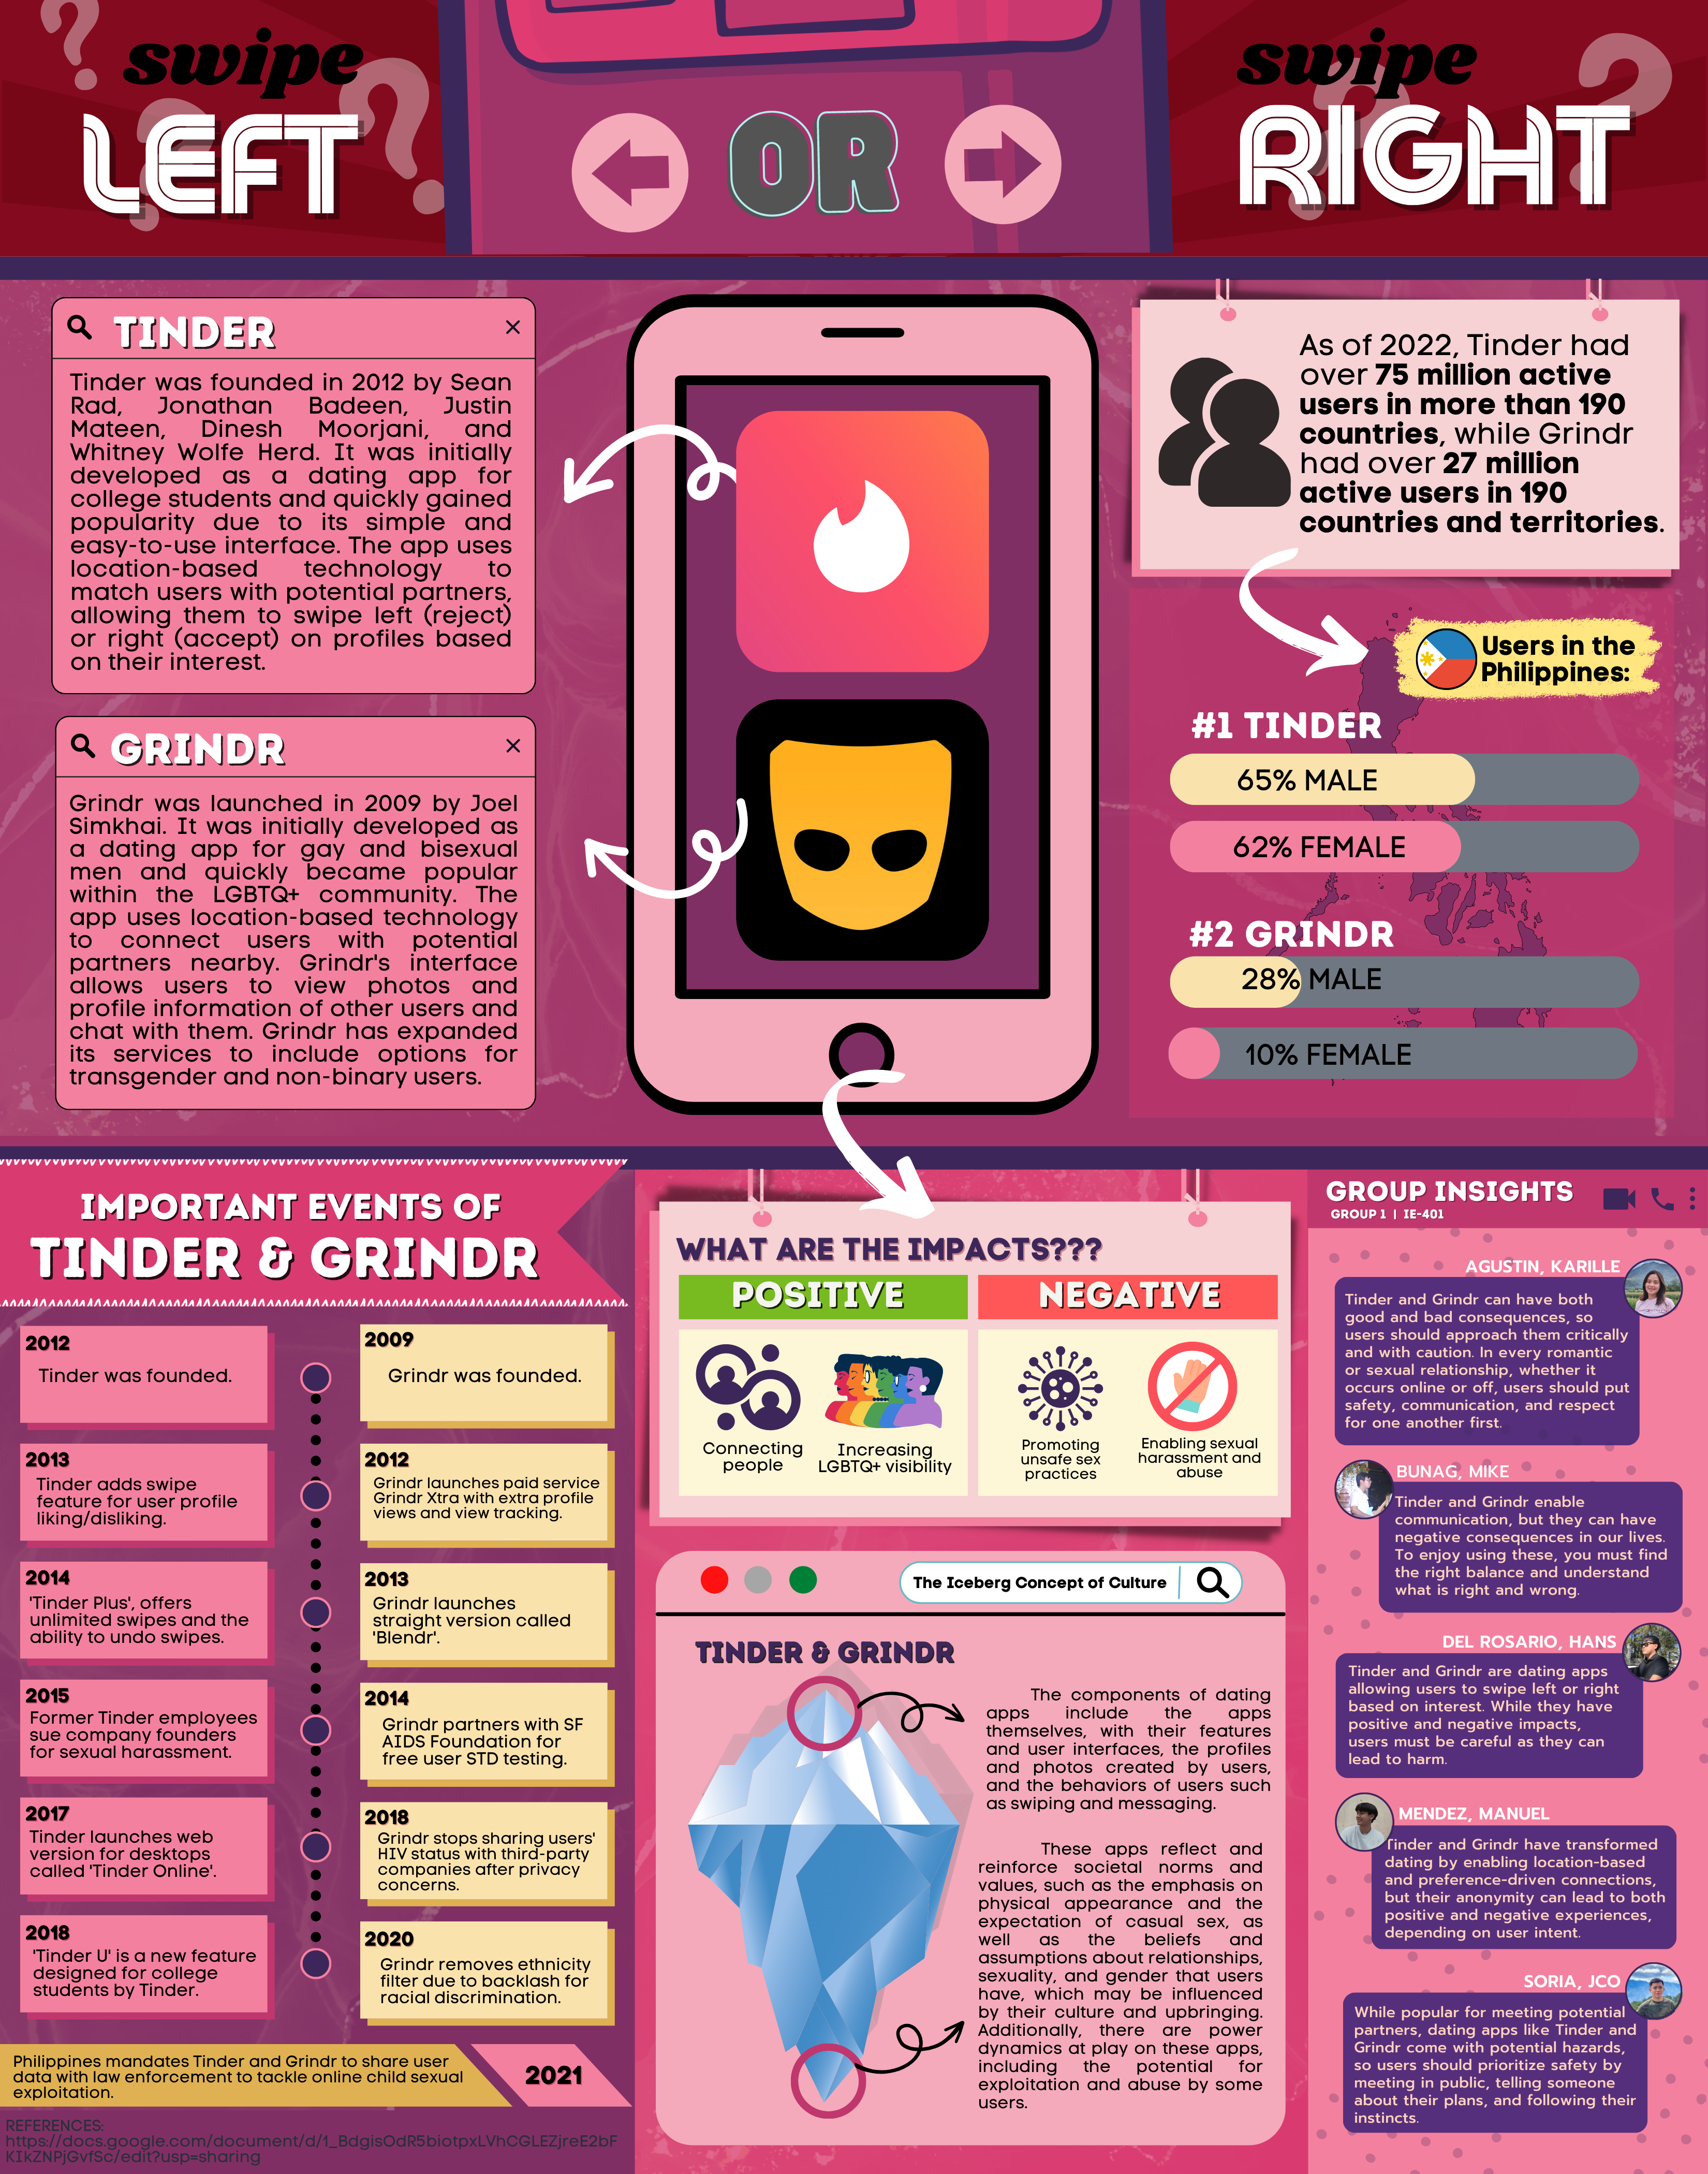 swipe
LEFT
OR
swipe
RIGHT
TINDER
Tinder was founded in 2012 by Sean
Rad, Jonathan Badeen, Justin
Mateen, Dinesh Moorjani, and
Whitney Wolfe Herd. It was initially
developed as a dating app for
college students and quickly gained
popularity due to its simple and
easy-to-use interface. The app uses
location-based technology to
match users with potential partners,
allowing them to swipe left (reject)
or right (accept) on profiles based
on their interest.
GRINDR
Grindr was launched in 2009 by Joel
Simkhai. It was initially developed as
a dating app for gay and bisexual
men and quickly became popular
within the LGBTQ+ community. The
app uses location-based technology
to connect users with potential
partners nearby. Grindr's interface
allows users to view photos and
profile information of other users and
chat with them. Grindr has expanded
its services to include options for
transgender and non-binary users.
As of 2022, Tinder had
over 75 million active
users in more than 190
countries, while Grindr
had over 27 million
active users in 190
countries and territories.
Users in the
Philippines:
#1 TINDER
65% MALE
62% FEMALE
#2 GRINDR
28% MALE
10% FEMALE
IMPORTANT EVENTS OF
TINDER & GRINDR
2012
Tinder was founded.
2013
Tinder adds swipe
feature for user profile
liking/disliking.
2014
'Tinder Plus', offers
unlimited swipes and the
ability to undo swipes.
2015
Former Tinder employees
sue company founders
for sexual harassment.
2017
Tinder launches web
version for desktops
called 'Tinder Online'.
2018
'Tinder U' is a new feature
designed for college
students by Tinder.
2009
Grindr was founded.
2012
Grindr launches paid service
Grindr Xtra with extra profile
views and view tracking.
2013
Grindr launches
straight version called
'Blendr'.
2014
Grindr partners with SF
AIDS Foundation for
free user STD testing.
2018
Grindr stops sharing users'
HIV status with third-party
companies after privacy
concerns.
2020
Grindr removes ethnicity
filter due to backlash for
racial discrimination.
Philippines mandates Tinder and Grindr to share user
data with law enforcement to tackle online child sexual
exploitation.
2021
REFERENCES:
https://docs.google.com/document/d/1_BdgisOdR5biotpxLVhCGLEZjreE2bF
KIkZNPjGvfSc/edit?usp=sharing
WHAT ARE THE IMPACTS???
POSITIVE
Connecting
people
Increasing
LGBTQ+ visibility
NEGATIVE
Promoting
unsafe sex
practices
Enabling sexual
harassment and
abuse
The Iceberg Concept of Culture
TINDER & GRINDR
The components of dating
apps include the apps
themselves, with their features
and user interfaces, the profiles
and photos created by users,
and the behaviors of users such
as swiping and messaging.
These apps reflect and
reinforce societal norms and
values, such as the emphasis on
physical appearance and the
expectation of casual sex, as
well as the beliefs and
assumptions about relationships,
sexuality, and gender that users
have, which may be influenced
by their culture and upbringing.
Additionally, there are power
dynamics at play on these apps,
including the potential for
exploitation and abuse by some
users.
GROUP INSIGHTS
GROUP 1 | IE-401
AGUSTIN, KARILLE
Tinder and Grindr can have both
good and bad consequences, so
users should approach them critically
and with caution. In every romantic
or sexual relationship, whether it
occurs online or off, users should put
safety, communication, and respect
for one another first.
BUNAG, MIKE
Tinder and Grindr enable
communication, but they can have
negative consequences in our lives.
To enjoy using these, you must find
the right balance and understand
what is right and wrong.
DEL ROSARIO, HANS
Tinder and Grindr are dating apps
allowing users to swipe left or right
based on interest. While they have
positive and negative impacts,
users must be careful as they can
lead to harm.
MENDEZ, MANUEL
Tinder and Grindr have transformed
dating by enabling location-based
and preference-driven connections,
but their anonymity can lead to both
positive and negative experiences,
depending on user intent.
SORIA, JCO
While popular for meeting potential
partners, dating apps like Tinder and
Grindr come with potential hazards,
so users should prioritize safety by
meeting in public, telling someone
about their plans, and following their
instincts.